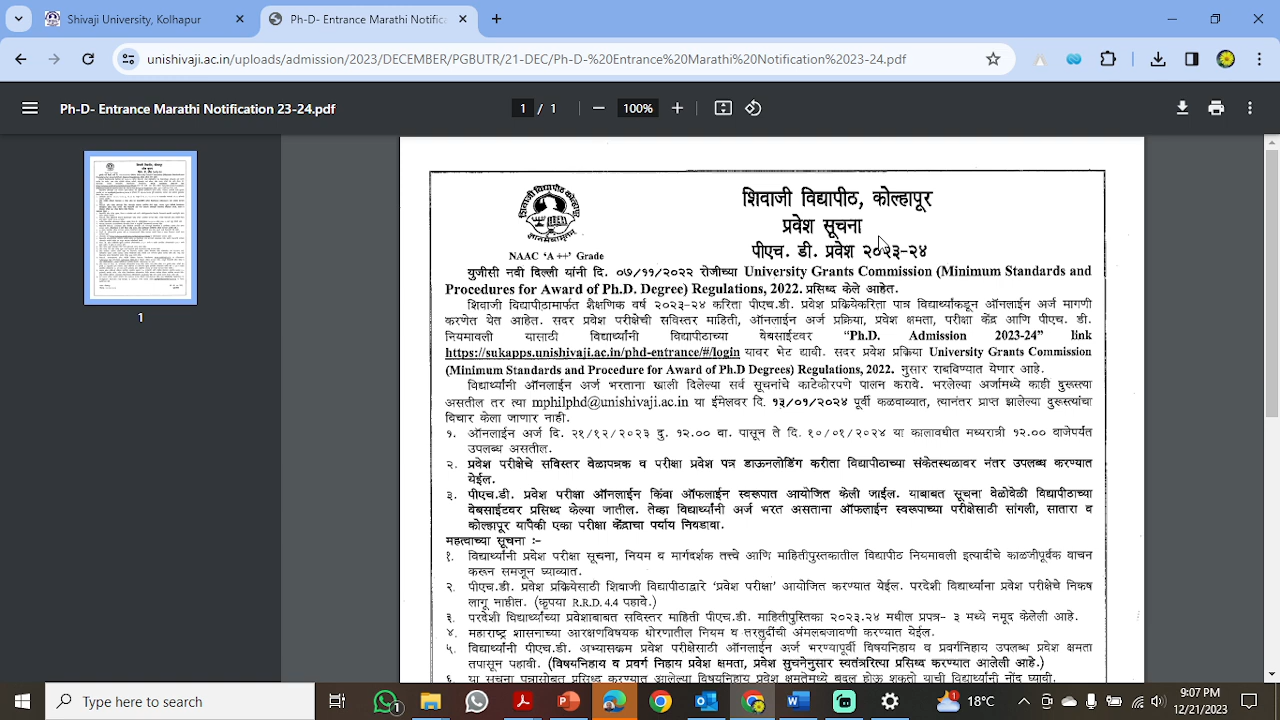 Shivaji University, Kolhapur
Ph-D- Entrance Marathi Notific
unishivaji.ac.in/uploads/admission/2023/DECEMBER/PGBUTR/21-DEC/Ph-D-%20Entrance%20Marathi%20Notification%2023-24.pdf
Ph-D- Entrance Marathi Notification 23-24.pdf
1 / 1
100%
1
शिवाजी विद्यापीठ, कोल्हापूर
प्रवेश सूचना
पीएच. डी. प्रवेश २०२३-२४
NAAC 'A++' Grade
युजीसी नवी दिल्ली यांनी दि. ०७/११/२०२२ रोजीच्या University Grants Commission (Minimum Standards and
Procedures for Award of Ph.D. Degree) Regulations, 2022. प्रसिध्द केले आहेत.
शिवाजी विद्यापीठामार्फत शैक्षणिक वर्ष २०२३-२४ करिता पीएच.डी. प्रवेश प्रक्रियेकरिता पात्र विद्यार्थ्यांकडून ऑनलाईन अर्ज मागणी
करणेत येत आहेत. सदर प्रवेश परीक्षेची सविस्तर माहिती, ऑनलाईन अर्ज प्रक्रिया, प्रवेश क्षमता, परीक्षा केंद्र आणि पीएच. डी.
नियमावली यासाठी विद्यार्थ्यांनी विद्यापीठाच्या वेबसाईटवर “Ph.D. Admission 2023-24” link
https://sukapps.unishivaji.ac.in/phd-entrance/#/login यावर भेट द्यावी. सदर प्रवेश प्रक्रिया University Grants Commission
(Minimum Standards and Procedure for Award of Ph.D Degrees) Regulations, 2022. नुसार राबविण्यात येणार आहे.
विद्यार्थ्यांनी ऑनलाईन अर्ज भरताना खाली दिलेल्या सर्व सूचनांचे काटेकोरपणे पालन करावे. भरलेल्या अर्जामध्ये काही दुरूस्त्या
असतील तर त्या mphilphd@unishivaji.ac.in या ईमेलवर दि. १३/०१/२०२४ पूर्वी कळवाव्यात, त्यानंतर प्राप्त झालेल्या दुरूस्त्यांचा
विचार केला जाणार नाही.
१. ऑनलाईन अर्ज दि. २१/१२/२०२३ दु. १२.०० वा. पासून ते दि. १०/०१/२०२४ या कालावधीत मध्यरात्री १२.०० वाजेपर्यंत
उपलब्ध असतील.
२. प्रवेश परीक्षेचे सविस्तर वेळापत्रक व परीक्षा प्रवेश पत्र डाऊनलोडिंग करीता विद्यापीठाच्या संकेतस्थळावर नंतर उपलब्ध करण्यात
येईल.
३. पीएच.डी. प्रवेश परीक्षा ऑनलाईन किंवा ऑफलाईन स्वरूपात आयोजित केली जाईल. याबाबत सूचना वेळोवेळी विद्यापीठाच्या
वेबसाईटवर प्रसिध्द केल्या जातील. तेव्हा विद्यार्थ्यांनी अर्ज भरत असताना ऑफलाईन स्वरूपाच्या परीक्षेसाठी सांगली, सातारा व
कोल्हापूर यापैकी एका परीक्षा केंद्राचा पर्याय निवडावा.
महत्वाच्या सूचना :-
१. विद्यार्थ्यांनी प्रवेश परीक्षा सूचना, नियम व मार्गदर्शक तत्त्वे आणि माहितीपुस्तकातील विद्यापीठ नियमावली इत्यादींचे काळजीपूर्वक वाचन
करून समजून घ्याव्यात.
२. पीएच.डी. प्रवेश प्रक्रियेसाठी शिवाजी विद्यापीठाद्वारे 'प्रवेश परीक्षा' आयोजित करण्यात येईल. परदेशी विद्यार्थ्यांना प्रवेश परीक्षेचे निकष
लागू नाहीत. (कृपया R.R.D. 4.4 पहावे.)
३. परदेशी विद्यार्थ्यांच्या प्रवेशाबाबत सविस्तर माहिती पीएच.डी. माहितीपुस्तिका २०२३.२४ मधील प्रपत्र- ३ मध्ये नमूद केलेली आहे.
४. महाराष्ट्र शासनाच्या आरक्षणविषयक धोरणातील नियम व तरतुदींची अंमलबजावणी करण्यात येईल.
५. विद्यार्थ्यांनी पीएच.डी. अभ्यासक्रम प्रवेश परीक्षेसाठी ऑनलाईन अर्ज भरण्यापूर्वी विषयनिहाय व प्रवर्गनिहाय उपलब्ध प्रवेश क्षमता
तपासून पहावी. (विषयनिहाय व प्रवर्ग निहाय प्रवेश क्षमता, प्रवेश सुचनेनुसार स्वतंत्ररित्या प्रसिध्द करण्यात आलेली आहे.)
६. या सूचना पत्रासोबत प्रसिध्द केलेल्या विषयनिहाय प्रवेश क्षमतेमध्ये बदल होऊ शकतो याची विद्यार्थ्यांनी नोंद घ्यावी.
Type here to search
18°C
9:07 PM
12/21/2023